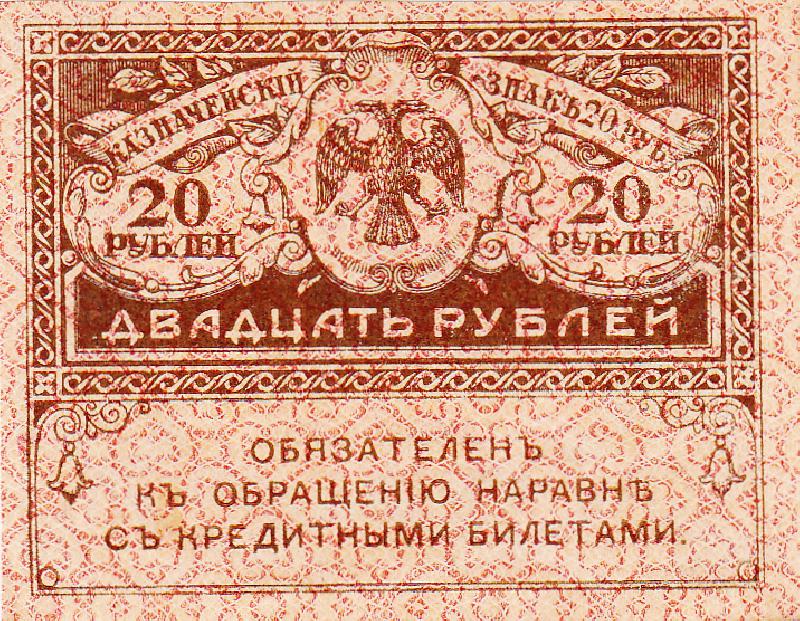 КАЗНАЧЕЙСКІЙ ЗНАКЪ 20 РУБ.
20 20
РУБЛЕЙ РУБЛЕЙ
ДВАДЦАТЬ РУБЛЕЙ
ОБЯЗАТЕЛЕНЪ
КЪ ОБРАЩЕНІЮ НАРАВНѢ
СЪ КРЕДИТНЫМИ БИЛЕТАМИ.